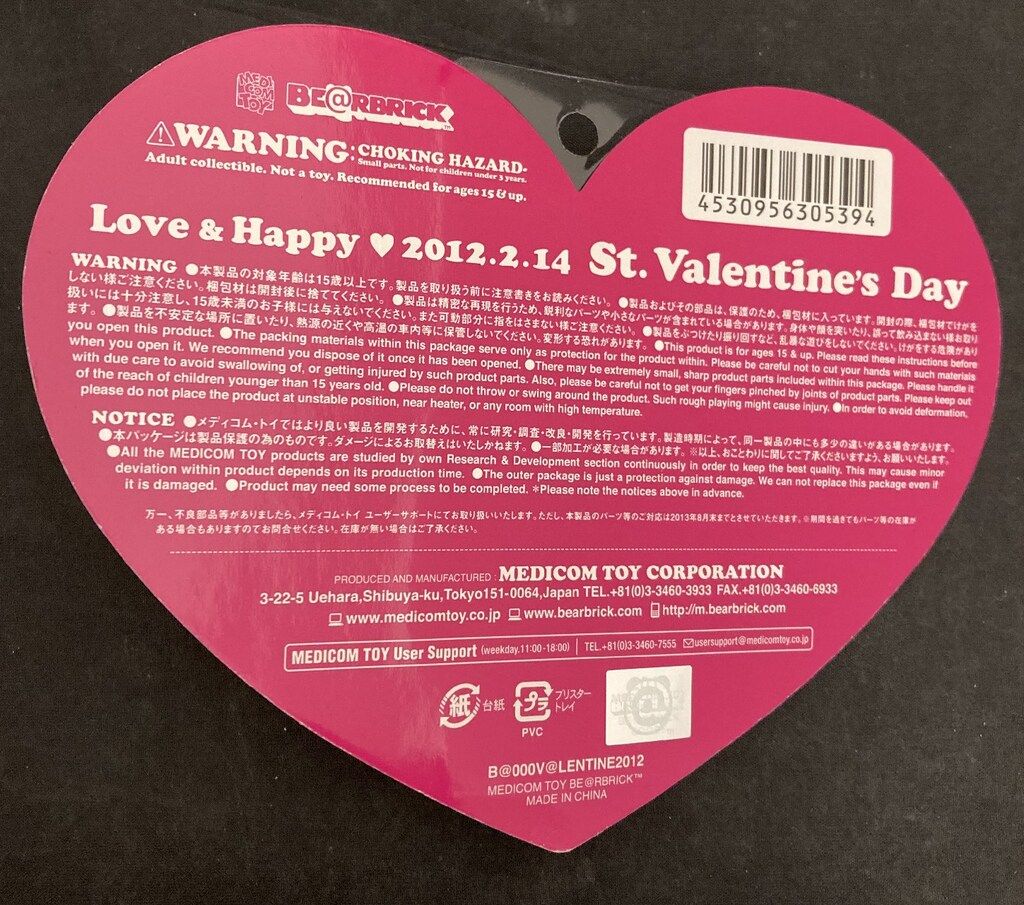 MEDI COM TOY
BE@RBRICK™
⚠WARNING: CHOKING HAZARD.
Small parts. Not for children under 3 years.
Adult collectible. Not a toy. Recommended for ages 15 & up.
4530956305394
Love & Happy ♥ 2012.2.14 St. Valentine's Day
WARNING ●本製品の対象年齢は15歳以上です。製品を取り扱う前に注意書きをお読みください。 ●製品およびその部品は、保護のため、梱包材に入っています。開封の際、梱包材でけがを
しない様ご注意ください。梱包材は開封後に捨ててください。 ●製品は精密な再現を行うため、鋭利なパーツや小さなパーツが含まれている場合があります。身体や顔を突いたり、誤って飲み込まない様お取り
扱いには十分注意し、15歳未満のお子様には与えないでください。また可動部分に指をはさまない様ご注意ください。 ●製品をぶつけたり振り回すなど、乱暴な遊びをしないでください。けがをする危険があり
ます。 ●製品を不安定な場所に置いたり、熱源の近くや高温の車内等に保管しないでください。変形する恐れがあります。 ●This product is for ages 15 & up. Please read these instructions before
you open this product. ●The packing materials within this package serve only as protection for the product within. Please be careful not to cut your hands with such materials
when you open it. We recommend you dispose of it once it has been opened. ●There may be extremely small, sharp product parts included within this package. Please handle it
with due care to avoid swallowing of, or getting injured by such product parts. Also, please be careful not to get your fingers pinched by joints of product parts. Please keep out
of the reach of children younger than 15 years old. ●Please do not throw or swing around the product. Such rough playing might cause injury. ●In order to avoid deformation,
please do not place the product at unstable position, near heater, or any room with high temperature.
NOTICE ●メディコム・トイではより良い製品を開発するために、常に研究・調査・改良・開発を行っています。製造時期によって、同一製品の中にも多少の違いがある場合があります。
●本パッケージは製品保護の為のものです。ダメージによるお取替えはいたしかねます。 ●一部加工が必要な場合があります。 ※以上、おことわりに関してご了承くださいますよう、お願いいたします。
●All the MEDICOM TOY products are studied by own Research & Development section continuously in order to keep the best quality. This may cause minor
deviation within product depends on its production time. ●The outer package is just a protection against damage. We can not replace this package even if
it is damaged. ●Product may need some process to be completed. *Please note the notices above in advance.
万一、不良部品等がありましたら、メディコム・トイ ユーザーサポートにてお取り扱いいたします。ただし、本製品のパーツ等のご対応は2013年8月末までとさせていただきます。※期間を過ぎてもパーツ等の在庫が
ある場合もありますのでお問合せください。在庫が無い場合はご了承ください。
PRODUCED AND MANUFACTURED : MEDICOM TOY CORPORATION
3-22-5 Uehara,Shibuya-ku,Tokyo151-0064,Japan TEL.+81(0)3-3460-3933 FAX.+81(0)3-3460-6933
www.medicomtoy.co.jp www.bearbrick.com http://m.bearbrick.com
MEDICOM TOY User Support (weekday.11:00-18:00) TEL.+81(0)3-3460-7555 usersupport@medicomtoy.co.jp
紙 台紙 プラ ブリスター
トレイ
PVC
B@000V@LENTINE2012
MEDICOM TOY BE@RBRICK™
MADE IN CHINA